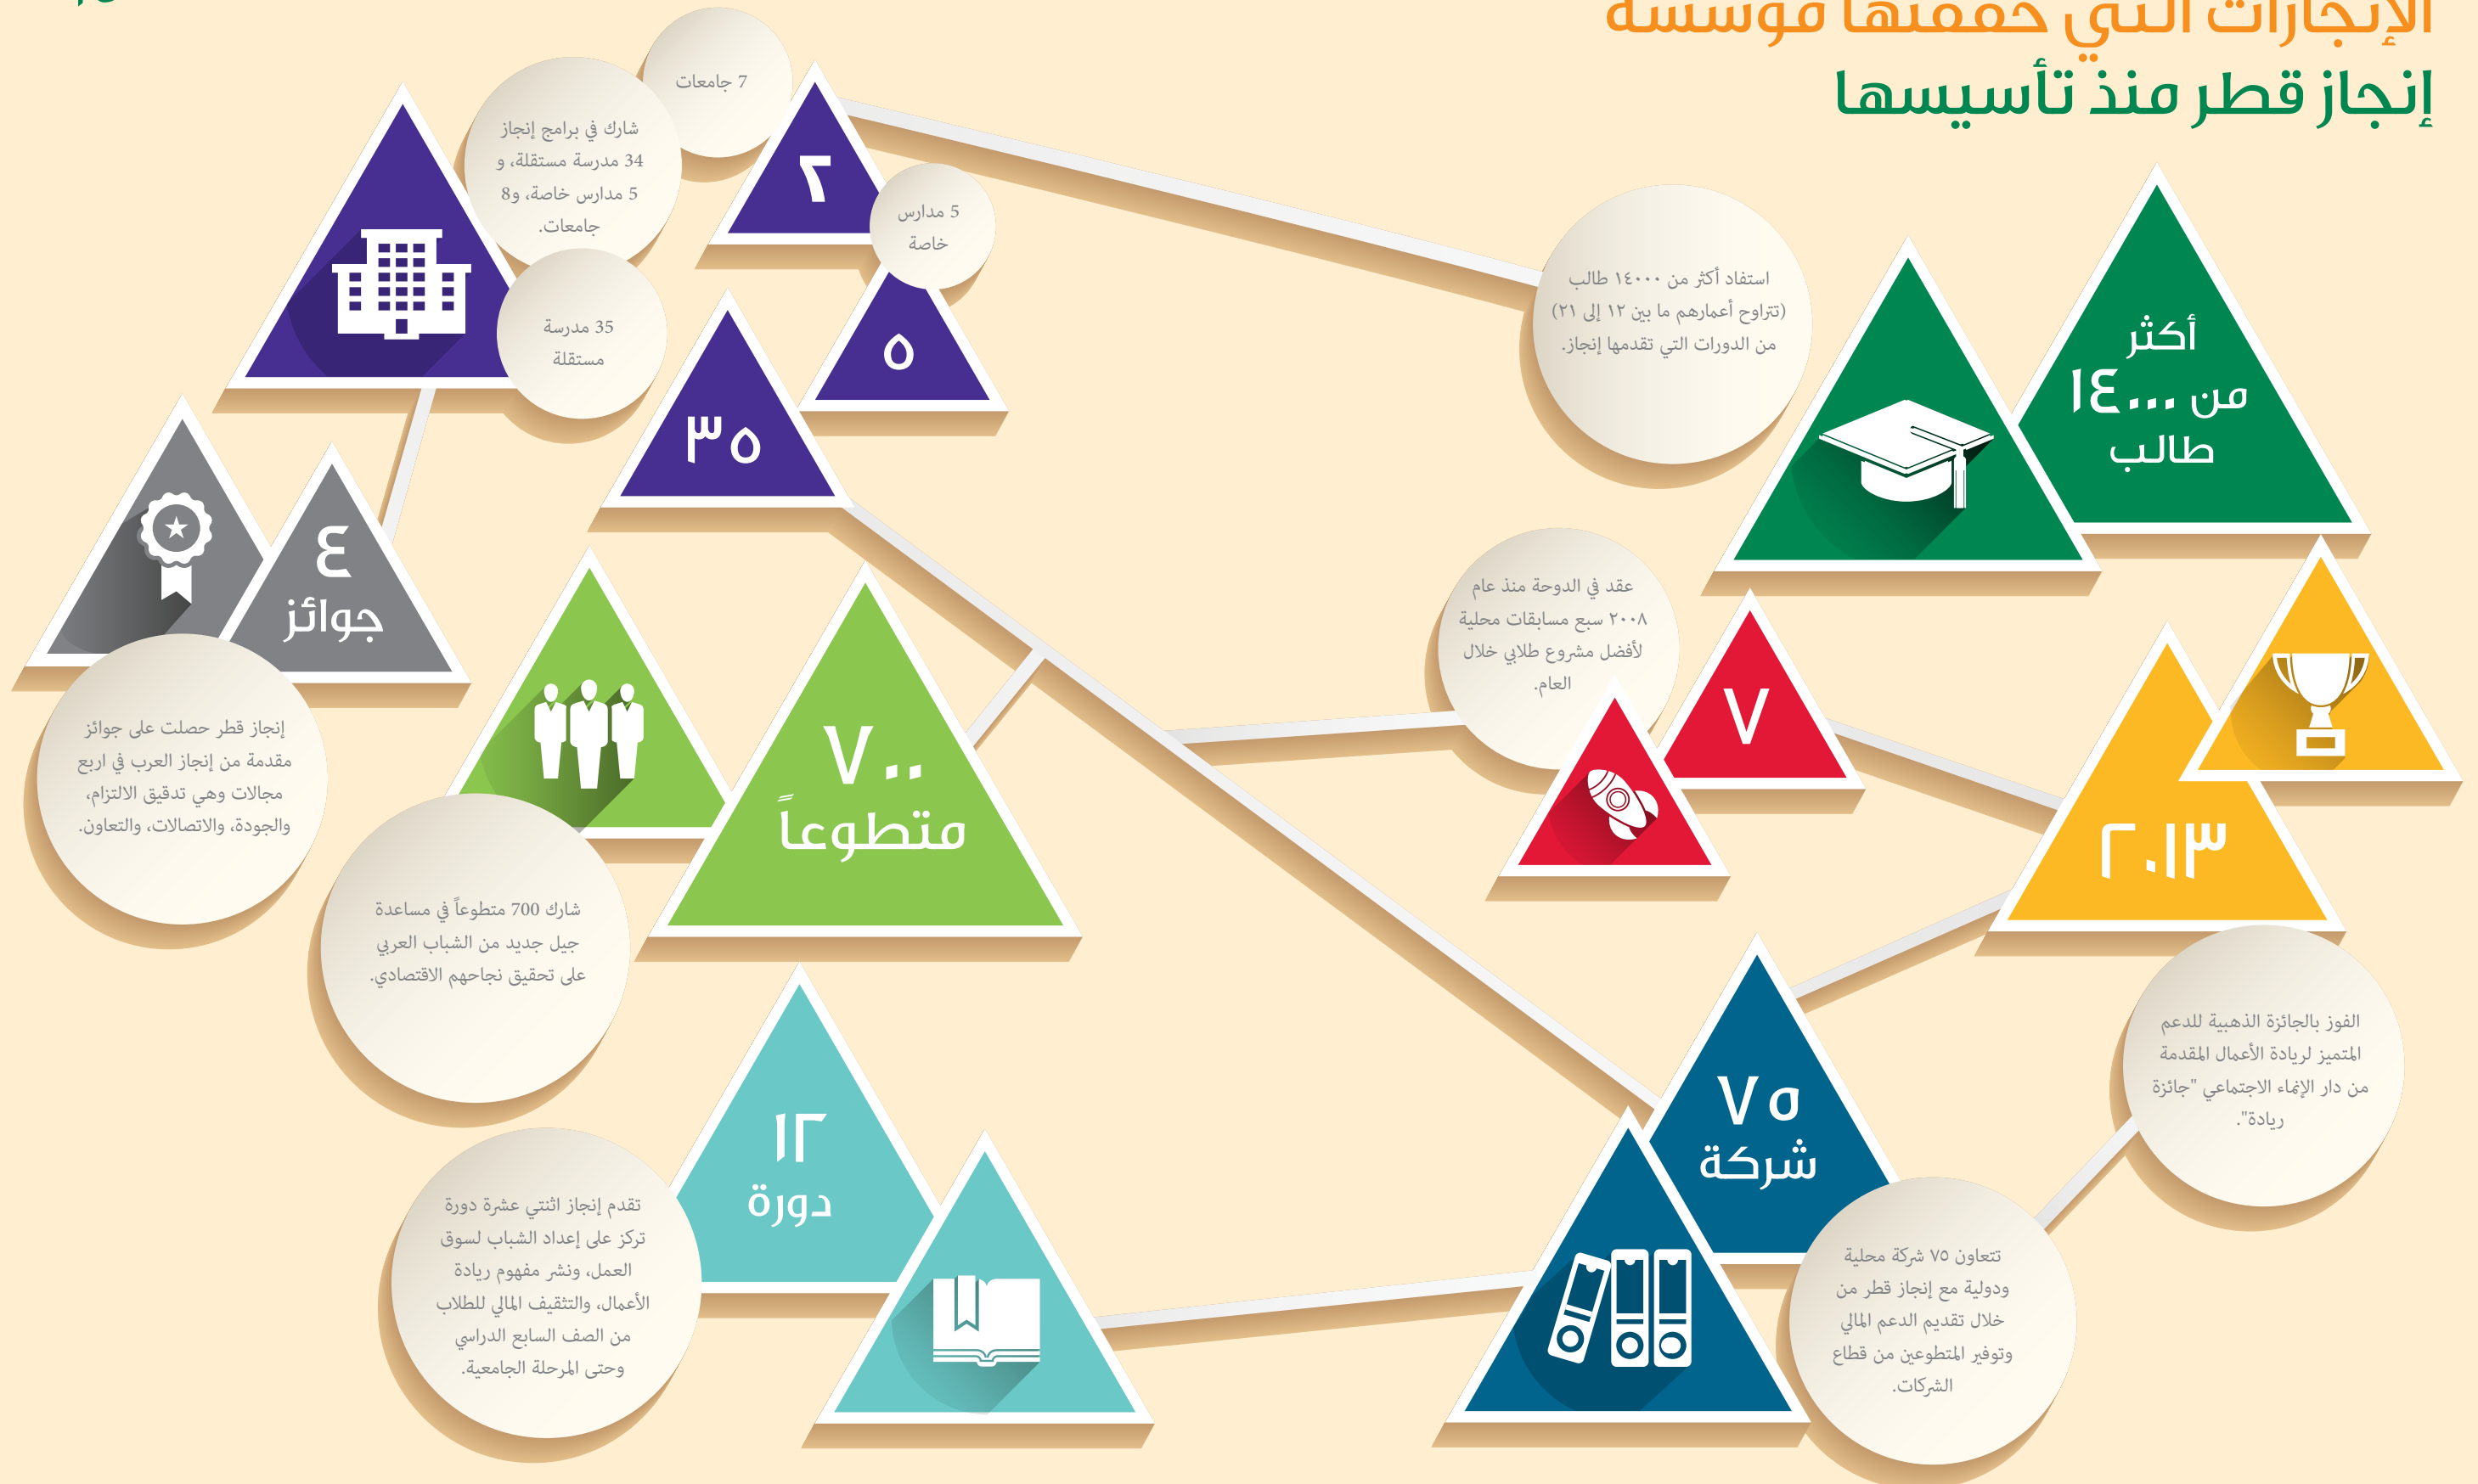 الإنجازات التي حققتها مؤسسة
إنجاز قطر منذ تأسيسها
أكثر
من ١٤٠٠٠
طالب
استفاد أكثر من ١٤٠٠٠ طالب
(تتراوح أعمارهم ما بين ١٢ إلى ٢١)
من الدورات التي تقدمها إنجاز.
7 جامعات
٢
5 مدارس
خاصة
٥
شارك في برامج إنجاز
34 مدرسة مستقلة، و
5 مدارس خاصة، و8
جامعات.
35 مدرسة
مستقلة
٣٥
٤
جوائز
إنجاز قطر حصلت على جوائز
مقدمة من إنجاز العرب في اربع
مجالات وهي تدقيق الالتزام،
والجودة، والاتصالات، والتعاون.
٧٠٠
متطوعاً
شارك 700 متطوعاً في مساعدة
جيل جديد من الشباب العربي
على تحقيق نجاحهم الاقتصادي.
عقد في الدوحة منذ عام
٢٠٠٨ سبع مسابقات محلية
لأفضل مشروع طلابي خلال
العام.
٧
٢٠١٣
الفوز بالجائزة الذهبية للدعم
المتميز لريادة الأعمال المقدمة
من دار الإنماء الاجتماعي "جائزة
ريادة".
٧٥
شركة
تتعاون ٧٥ شركة محلية
ودولية مع إنجاز قطر من
خلال تقديم الدعم المالي
وتوفير المتطوعين من قطاع
الشركات.
١٢
دورة
تقدم إنجاز اثنتي عشرة دورة
تركز على إعداد الشباب لسوق
العمل، ونشر مفهوم ريادة
الأعمال، والتثقيف المالي للطلاب
من الصف السابع الدراسي
وحتى المرحلة الجامعية.